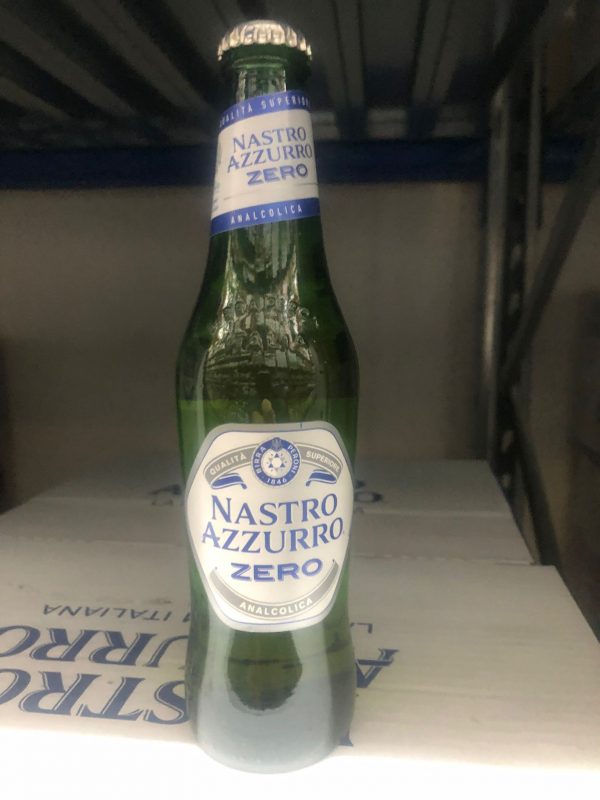 QUALITÀ SUPERIORE
NASTRO
AZZURRO
ZERO
ANALCOLICA
QUALITÀ
BIRRA PERONI
SUPERIORE
1846
NASTRO
AZZURRO
ZERO
ANALCOLICA
ITALIANA